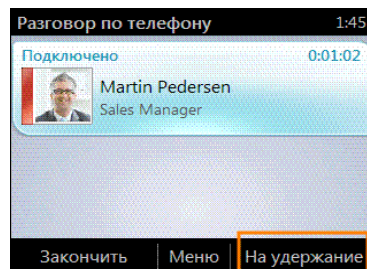 Разговор по телефону 1:45
Подключено 0:01:02
Martin Pedersen
Sales Manager
Закончить Меню На удержание